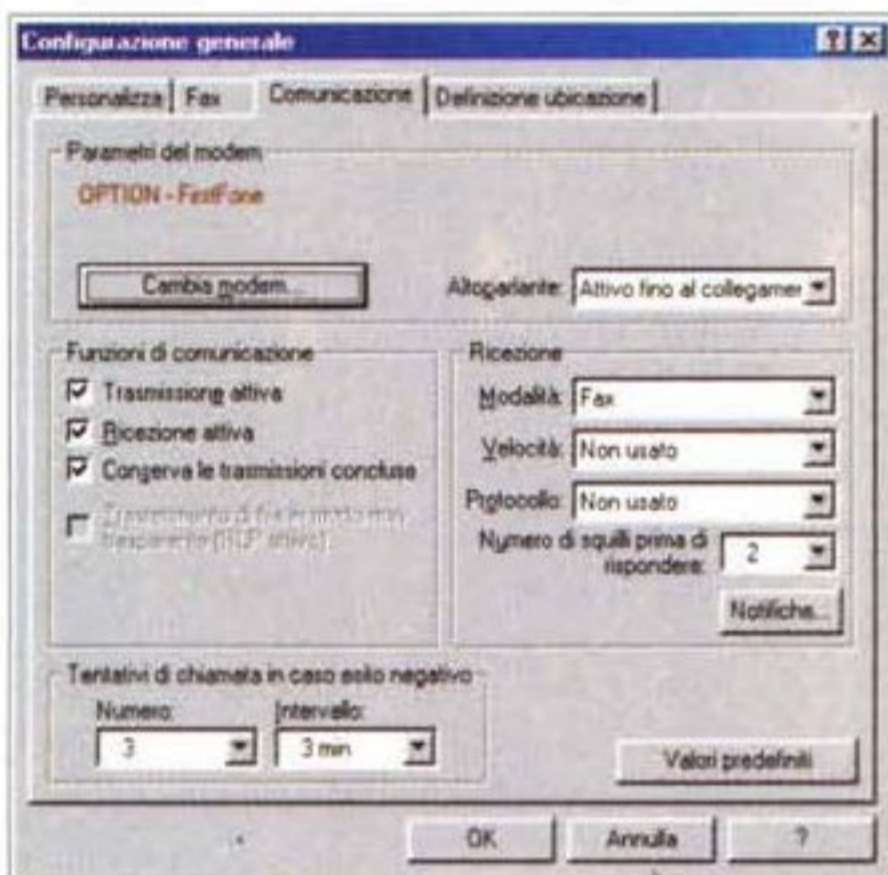 Configurazione generale
Personalizza Fax Comunicazione Definizione ubicazione
Parametri del modem
OPTION - FirstFone
Cambia modem...
Altoparlante: Attivo fino al collegamer
Funzioni di comunicazione
Trasmissione attiva
Ricezione attiva
Conserva le trasmissioni concluse
Ricezione
Modalità: Fax
Velocità: Non usato
Protocollo: Non usato
Numero di squilli prima di
rispondere: 2
Notifiche...
Tentativi di chiamata in caso esito negativo
Numero: Intervallo:
3 3 min
Valori predefiniti
OK Annulla ?